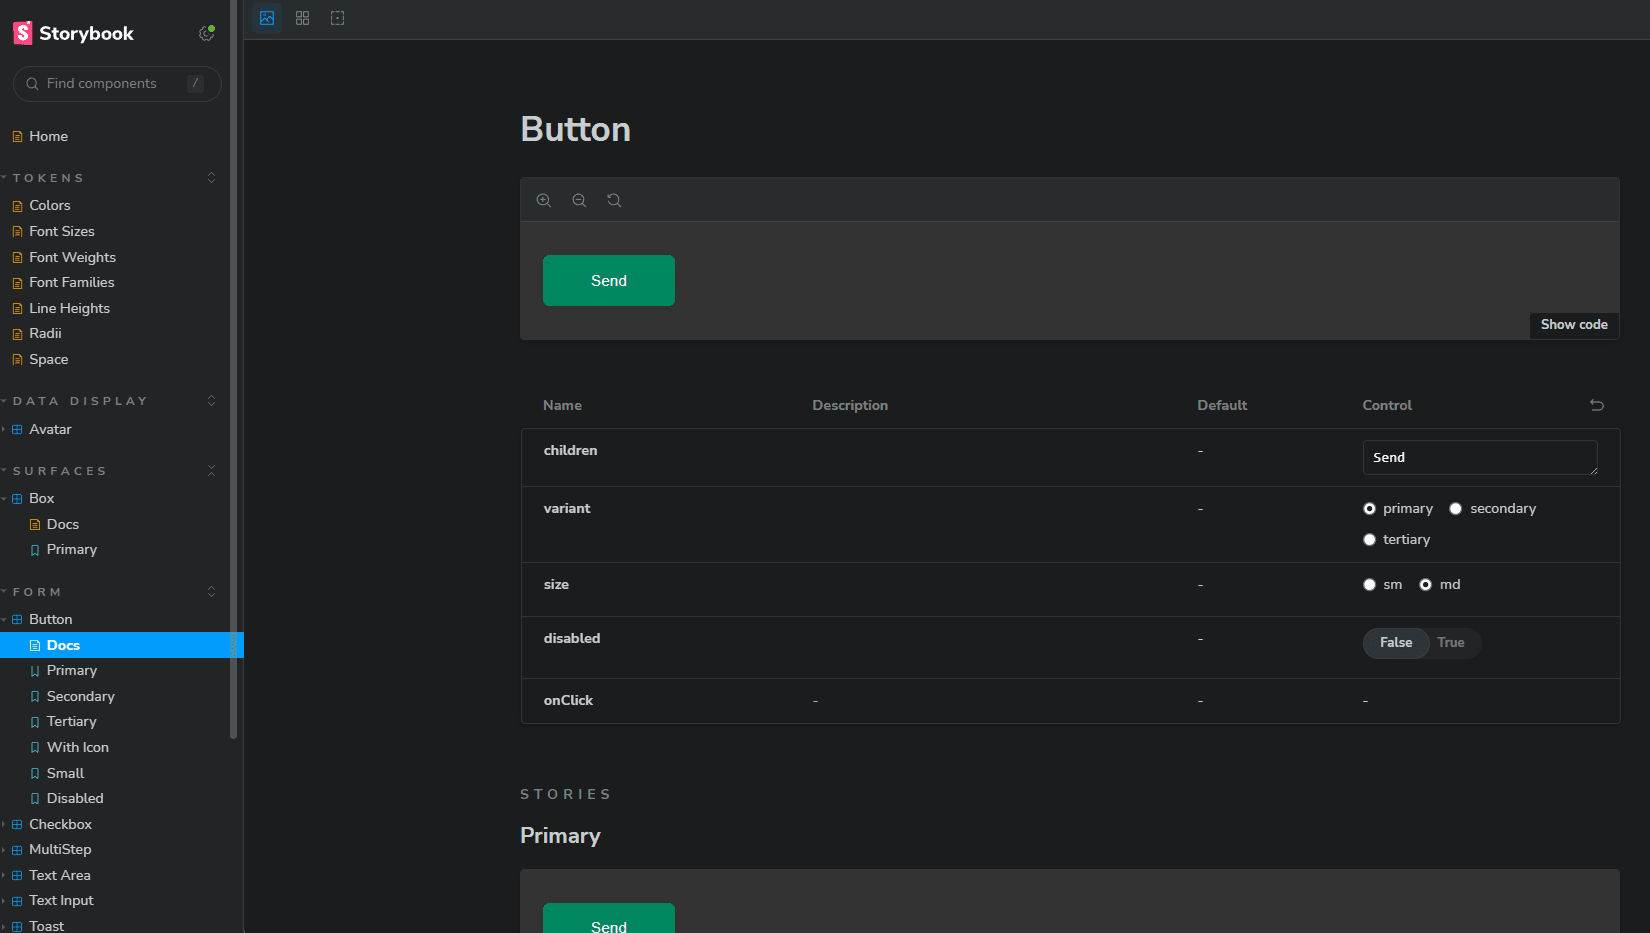 Storybook
Find components /
Home
TOKENS
Colors
Font Sizes
Font Weights
Font Families
Line Heights
Radii
Space
DATA DISPLAY
Avatar
SURFACES
Box
Docs
Primary
FORM
Button
Docs
Primary
Secondary
Tertiary
With Icon
Small
Disabled
Checkbox
MultiStep
Text Area
Text Input
Toast
Button
Send
Show code
Name Description Default Control
children - Send
variant - primary secondary
tertiary
size - sm md
disabled - False True
onClick - - -
STORIES
Primary
Send